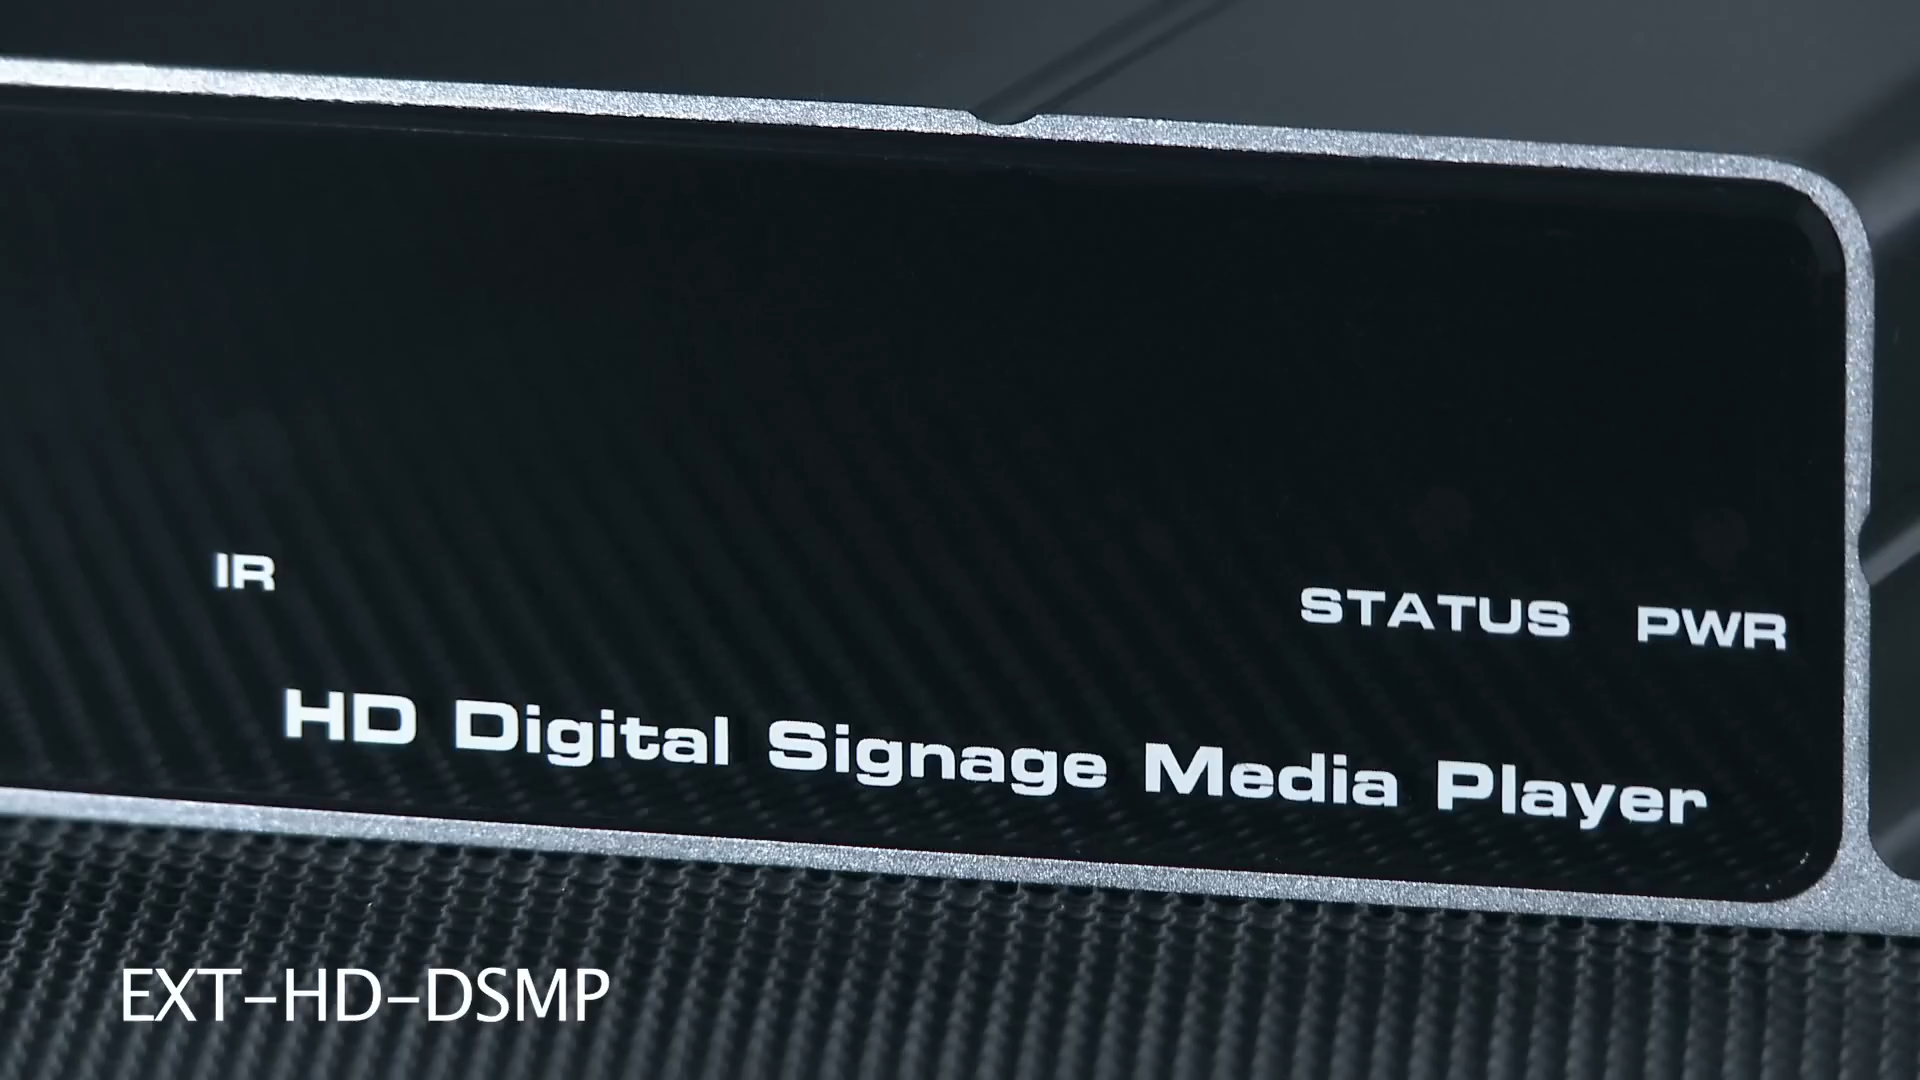 IR
STATUS PWR
HD Digital Signage Media Player
EXT–HD–DSMP